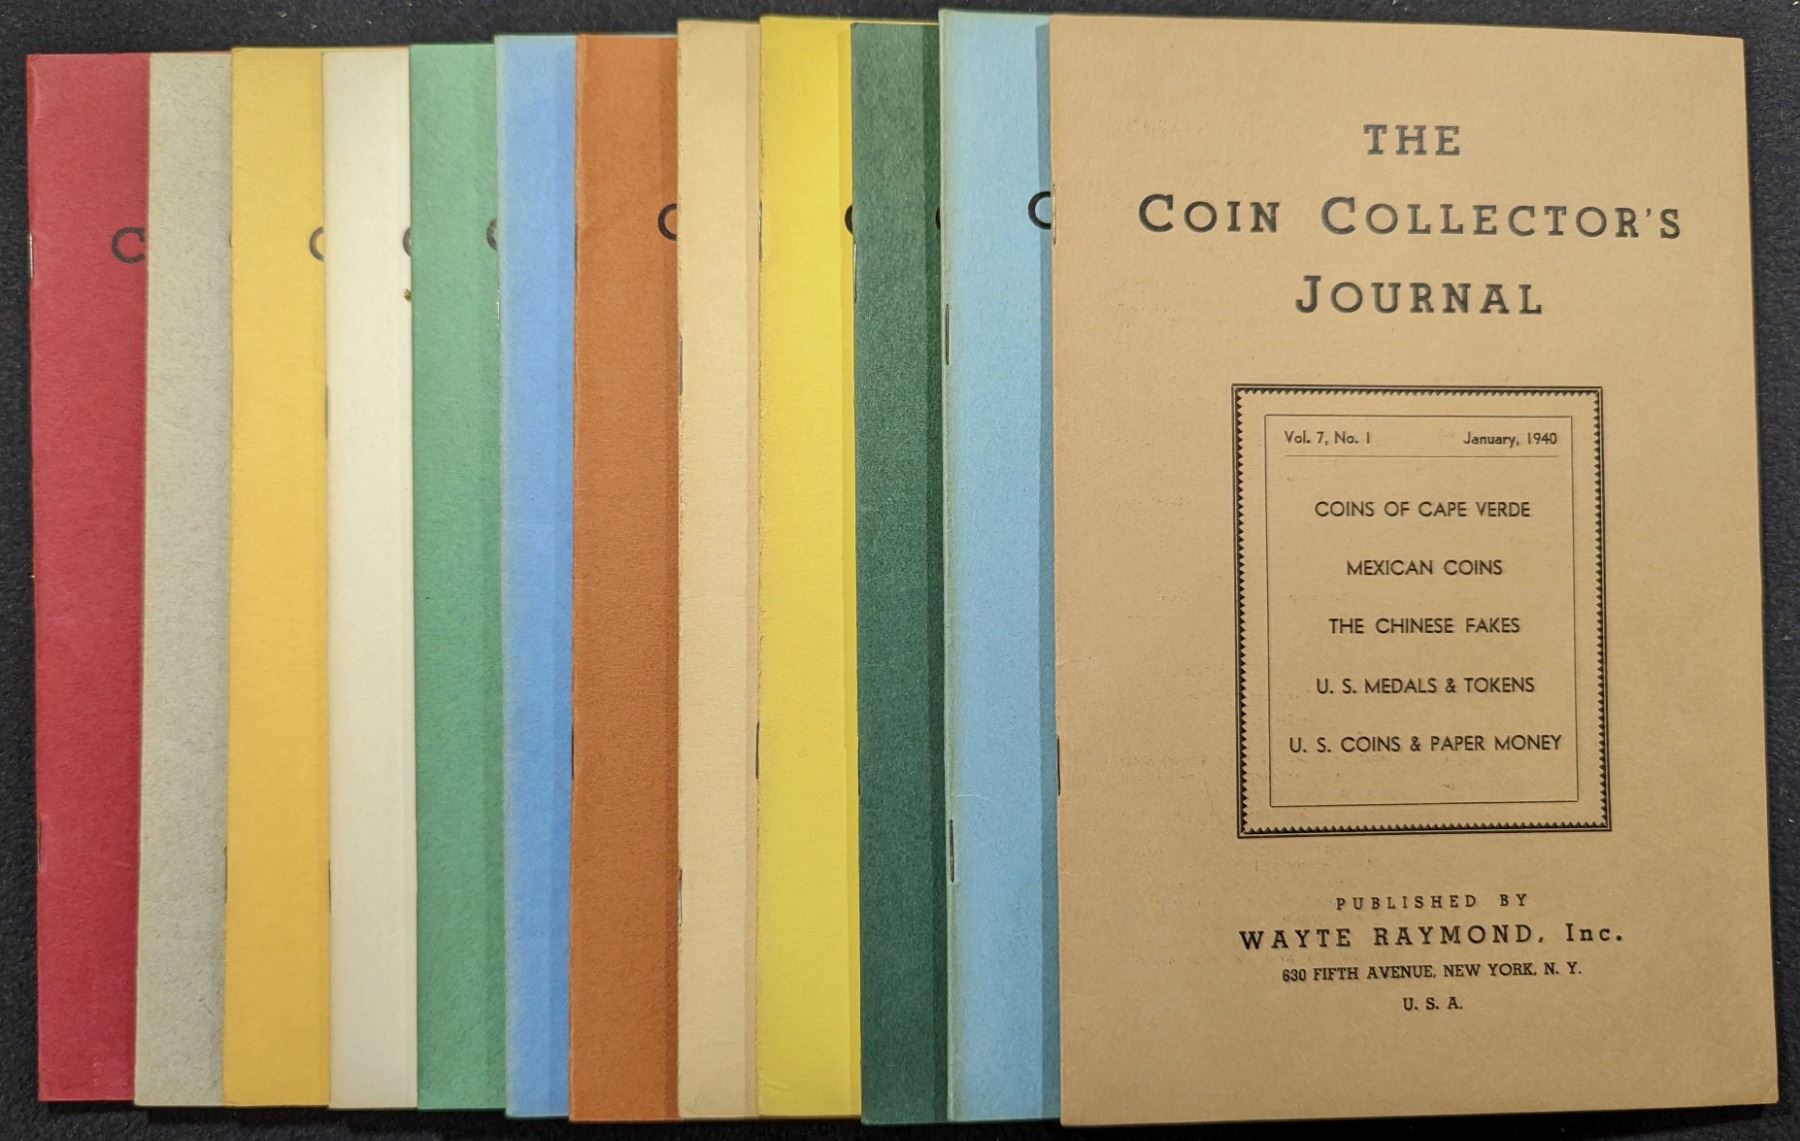 THE
COIN COLLECTOR'S
JOURNAL
Vol. 7, No. 1 January, 1940
COINS OF CAPE VERDE
MEXICAN COINS
THE CHINESE FAKES
U. S. MEDALS & TOKENS
U. S. COINS & PAPER MONEY
PUBLISHED BY
WAYTE RAYMOND, Inc.
630 FIFTH AVENUE, NEW YORK, N. Y.
U. S. A.